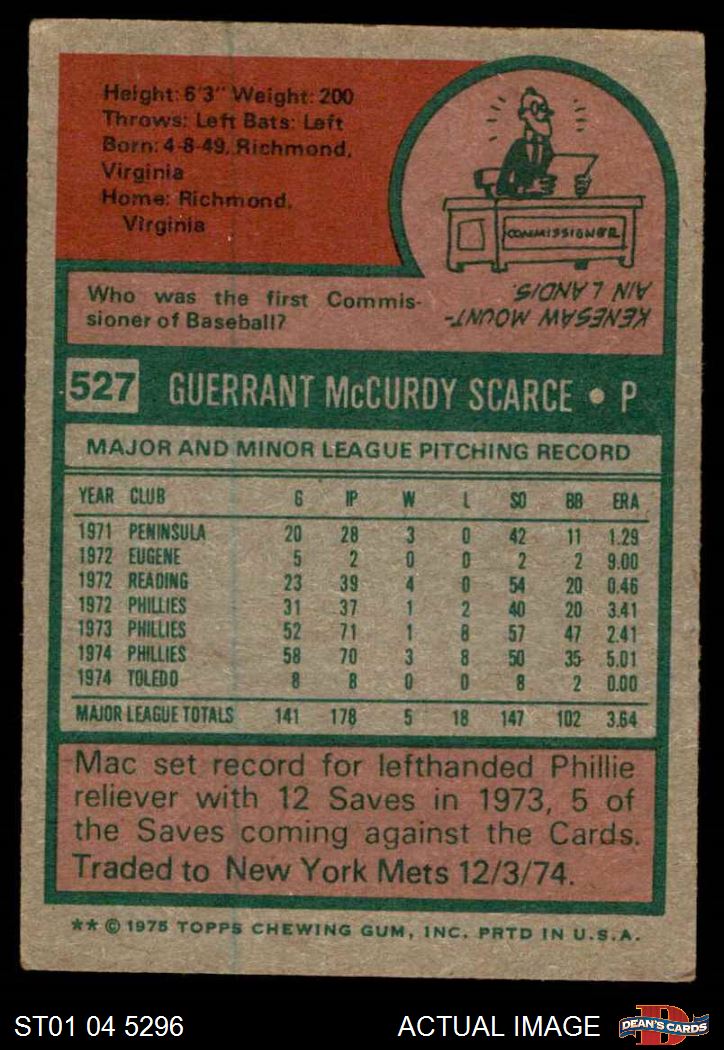 Height: 6'3" Weight: 200
Throws: Left Bats: Left
Born: 4-8-49, Richmond,
Virginia
Home: Richmond,
Virginia
COMMISSIONER
Who was the first Commis-
sioner of Baseball?
KENESAW MOUNT-
AIN LANDIS.
527 GUERRANT McCURDY SCARCE • P
MAJOR AND MINOR LEAGUE PITCHING RECORD
YEAR CLUB G IP W L SO BB ERA
1971 PENINSULA 20 28 3 0 42 11 1.29
1972 EUGENE 5 2 0 0 2 2 9.00
1972 READING 23 39 4 0 54 20 0.46
1972 PHILLIES 31 37 1 2 40 20 3.41
1973 PHILLIES 52 71 1 8 57 47 2.41
1974 PHILLIES 58 70 3 8 50 35 5.01
1974 TOLEDO 8 8 0 0 8 2 0.00
MAJOR LEAGUE TOTALS 141 178 5 18 147 102 3.64
Mac set record for lefthanded Phillie
reliever with 12 Saves in 1973, 5 of
the Saves coming against the Cards.
Traded to New York Mets 12/3/74.
** © 1975 TOPPS CHEWING GUM, INC. PRTD IN U.S.A.
ST01 04 5296 ACTUAL IMAGE D DEAN'S CARDS